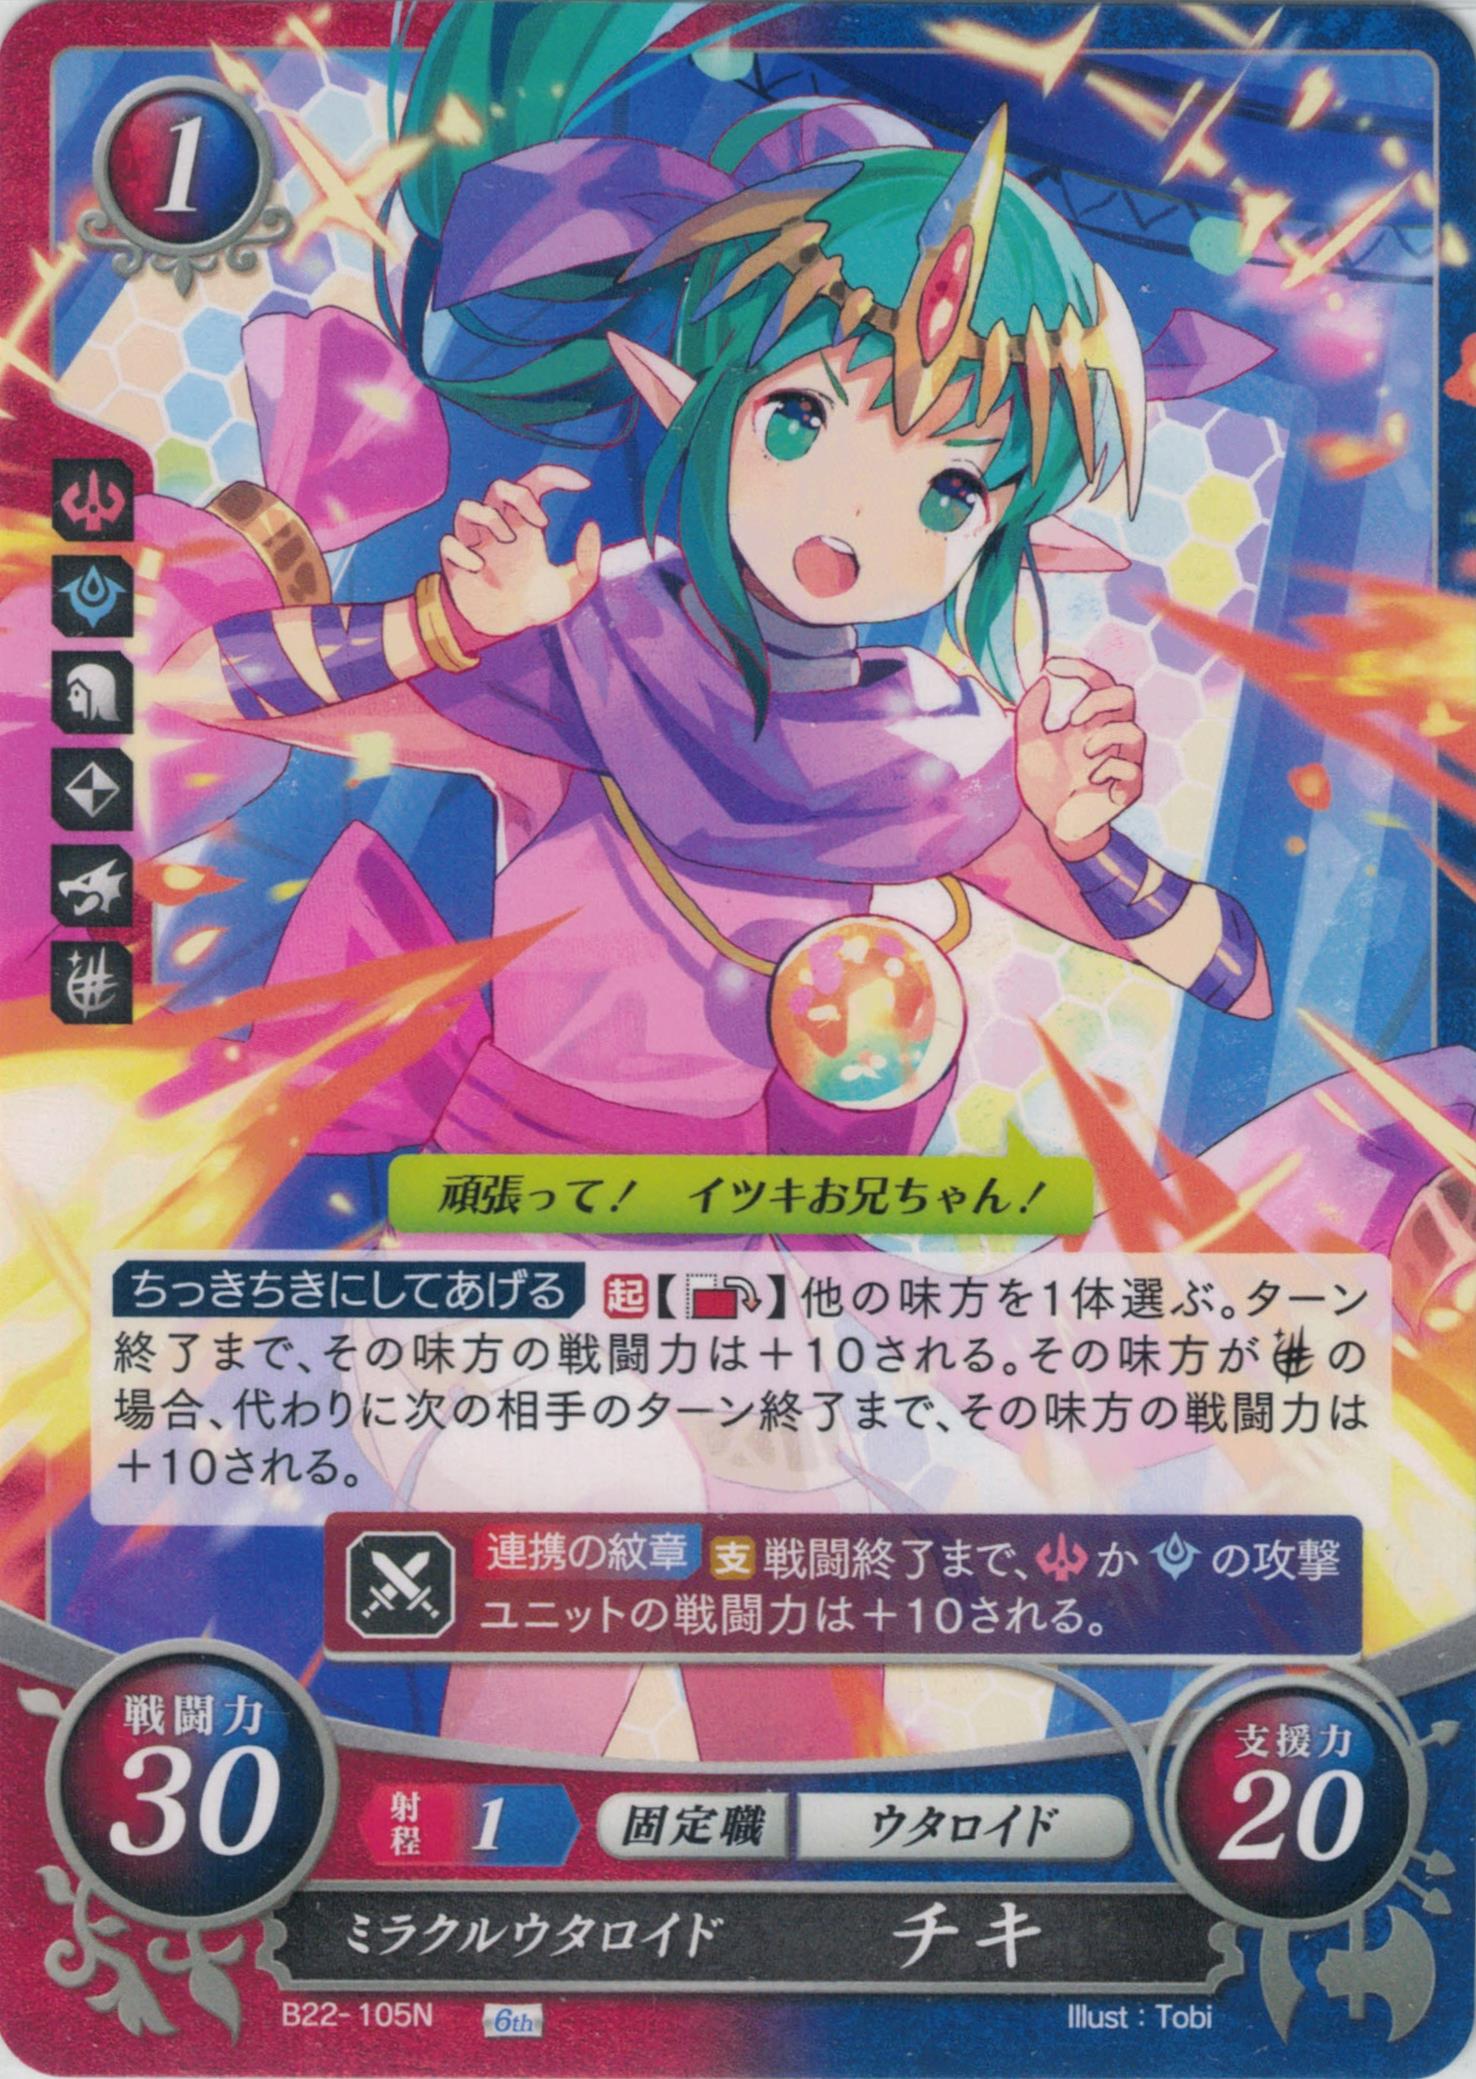 1
頑張って！　イツキお兄ちゃん！
ちっきちきにしてあげる 起【】他の味方を1体選ぶ。ターン
終了まで、その味方の戦闘力は＋10される。その味方がの
場合、代わりに次の相手のターン終了まで、その味方の戦闘力は
＋10される。
連携の紋章 支 戦闘終了まで、かの攻撃
ユニットの戦闘力は＋10される。
戦闘力
30
支援力
20
射程 1
固定職 ウタロイド
ミラクルウタロイド チキ
B22-105N 6th Illust：Tobi